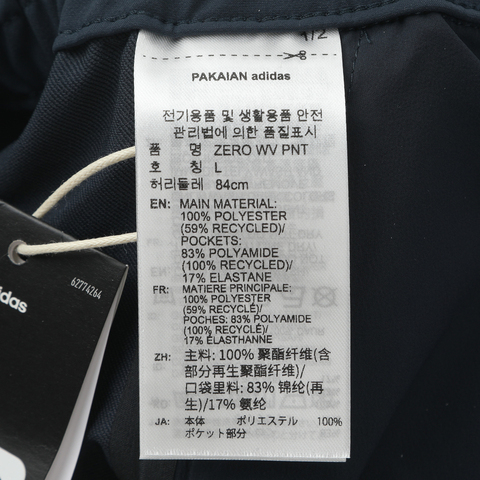 1/2
PAKAIAN adidas
전기용품 및 생활용품 안전
관리법에 의한 품질표시
품 명 ZERO WV PNT
호 칭 L
허리둘레 84cm
EN: MAIN MATERIAL:
100% POLYESTER
(59% RECYCLED)/
POCKETS:
83% POLYAMIDE
(100% RECYCLED)/
17% ELASTANE
FR: MATIERE PRINCIPALE:
100% POLYESTER
(59% RECYCLÉ)/
POCHES: 83% POLYAMIDE
(100% RECYCLÉ)/
17% ÉLASTHANNE
ZH: 主料: 100% 聚酯纤维(含
部分再生聚酯纤维)/
口袋里料: 83% 锦纶(再
生)/17% 氨纶
JA: 本体 ポリエステル 100%
ポケット部分
62774264
didas